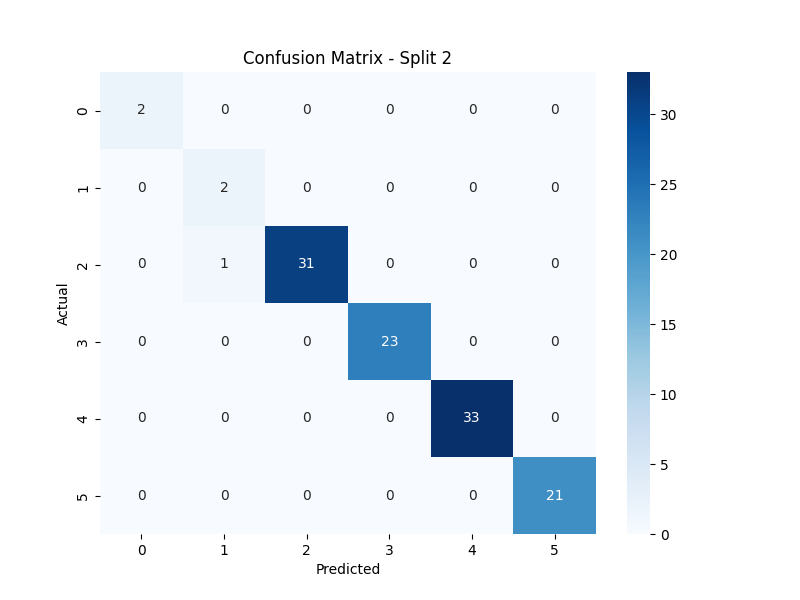 Confusion Matrix - Split 2
0 2 0 0 0 0 0
1 0 2 0 0 0 0
2 0 1 31 0 0 0
3 0 0 0 23 0 0
4 0 0 0 0 33 0
5 0 0 0 0 0 21
0 1 2 3 4 5
Predicted
Actual
30
25
20
15
10
5
0